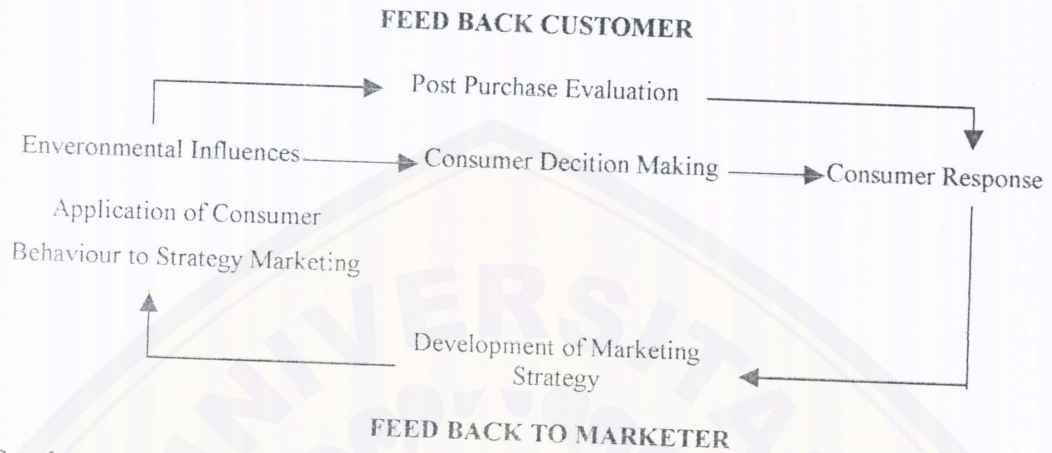 FEED BACK CUSTOMER
Post Purchase Evaluation
Enveronmental Influences
Consumer Decition Making
Consumer Response
Application of Consumer
Behaviour to Strategy Marketing
Development of Marketing
Strategy
FEED BACK TO MARKETER